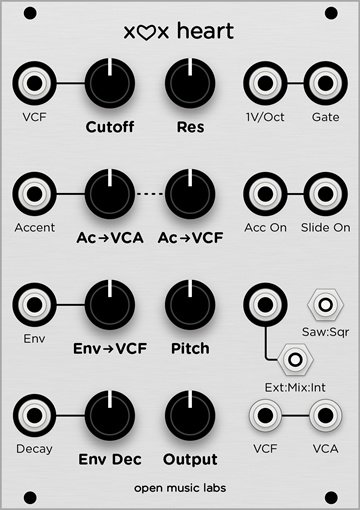 x♡x heart
VCF
Cutoff
Res
1V/Oct
Gate
Accent
Ac→VCA
Ac→VCF
Acc On
Slide On
Env
Env→VCF
Pitch
Saw:Sqr
Ext:Mix:Int
Decay
Env Dec
Output
VCF
VCA
open music labs